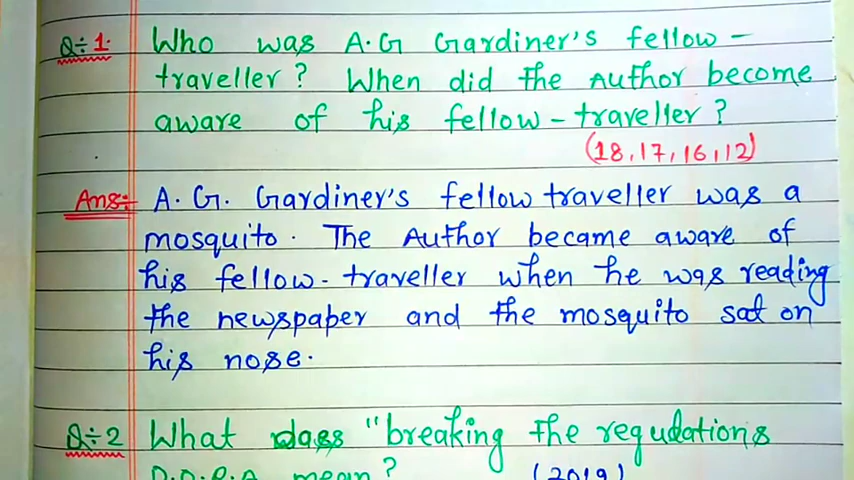 Q÷1. Who was A.G Gardiner's fellow-
traveller? When did the Author become
aware of his fellow-traveller?
(18,17,16,12)
Ans:- A.G. Gardiner's fellow traveller was a
mosquito. The Author became aware of
his fellow-traveller when he was reading
the newspaper and the mosquito sat on
his nose.
Q÷2 What does "breaking the regulations
D.O.R.A mean? (2019)